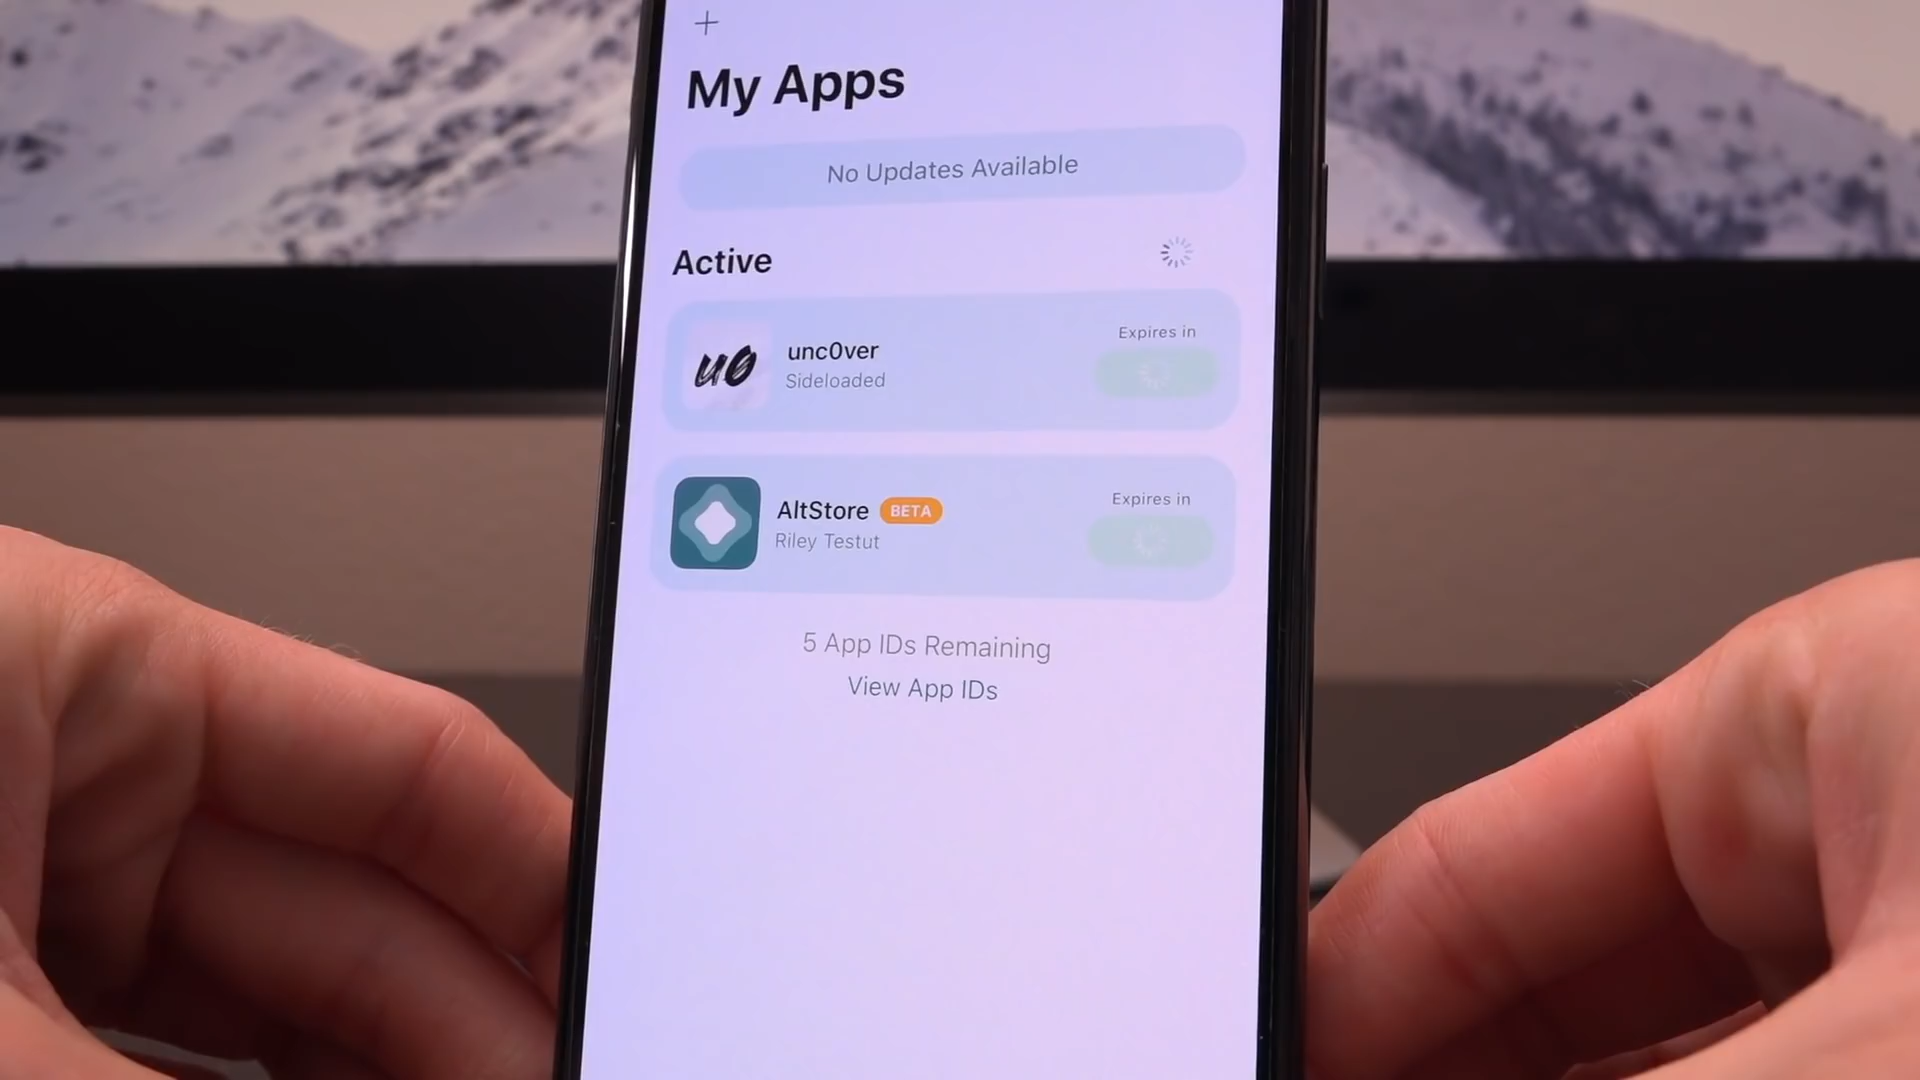 +
My Apps
No Updates Available
Active
u0
unc0ver
Sideloaded
Expires in
AltStore BETA
Riley Testut
Expires in
5 App IDs Remaining
View App IDs